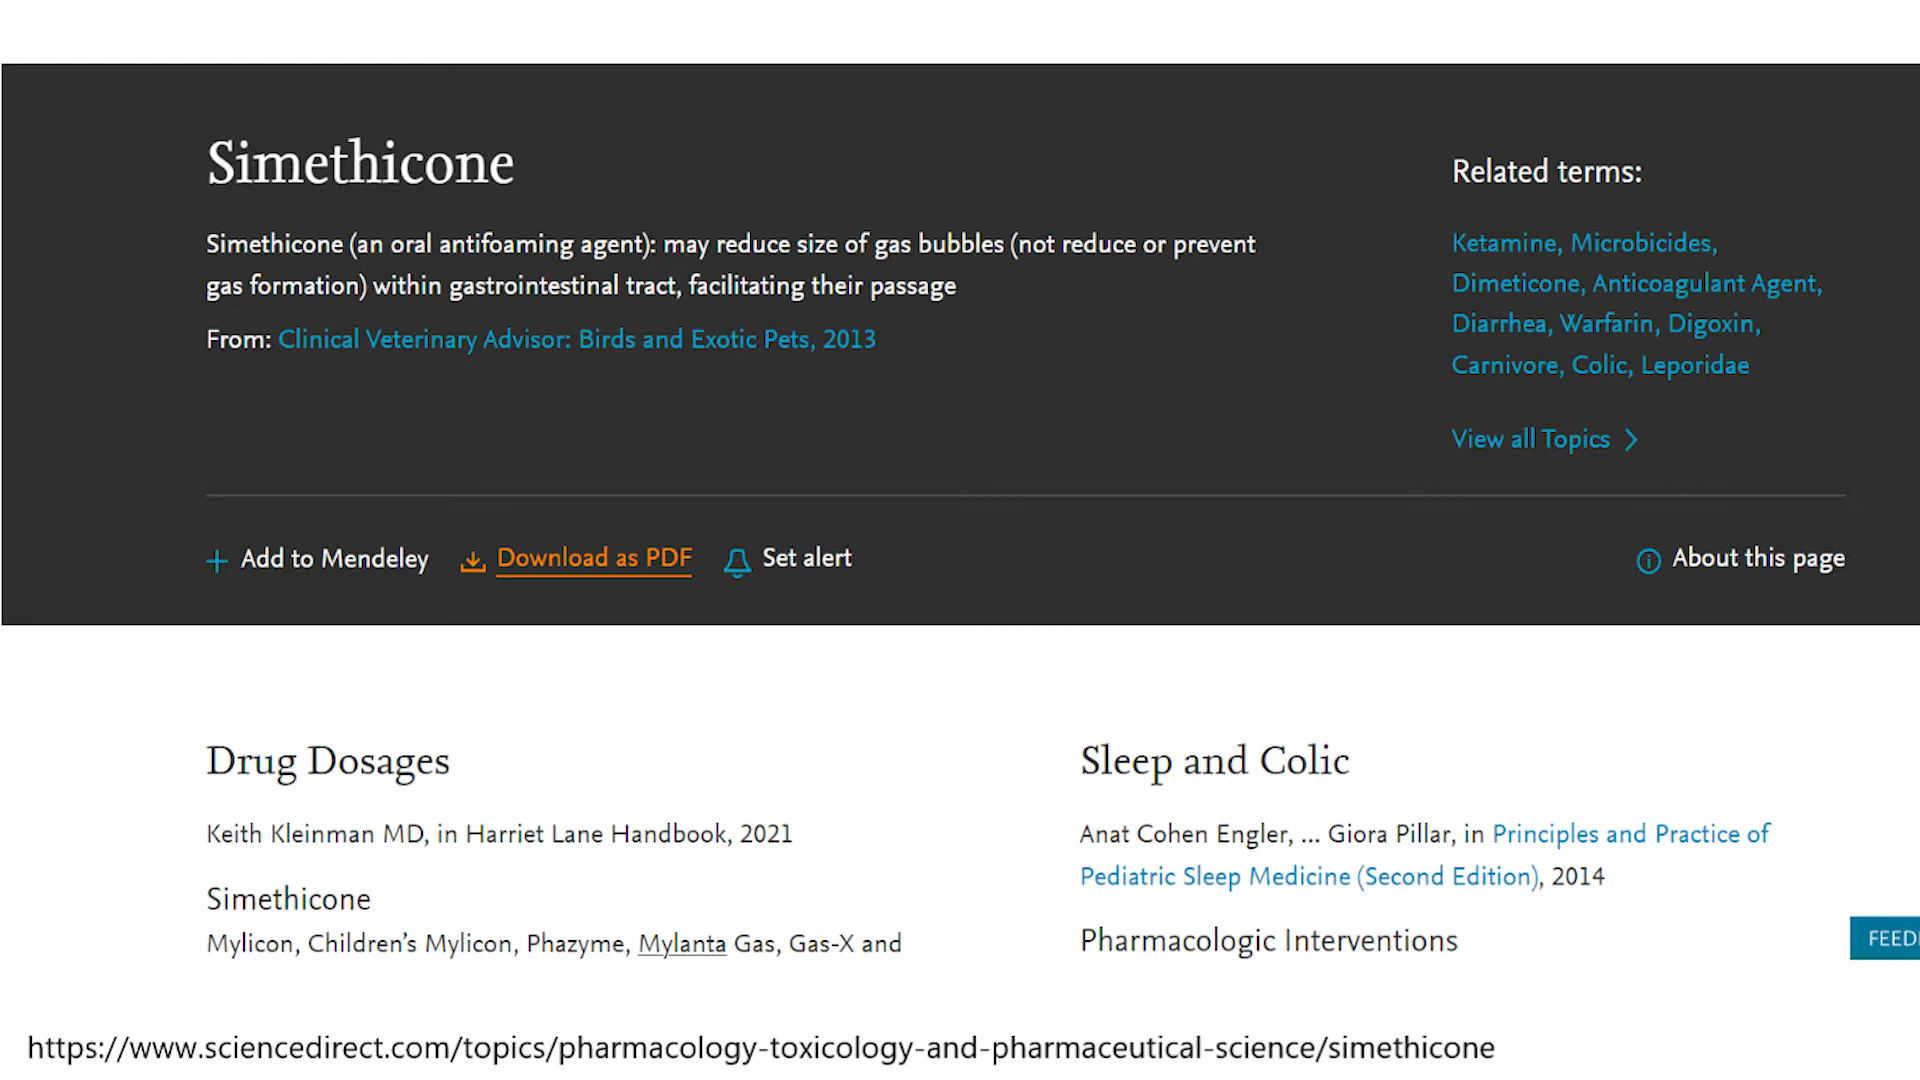 Simethicone
Simethicone (an oral antifoaming agent): may reduce size of gas bubbles (not reduce or prevent
gas formation) within gastrointestinal tract, facilitating their passage
From: Clinical Veterinary Advisor: Birds and Exotic Pets, 2013
Related terms:
Ketamine, Microbicides,
Dimeticone, Anticoagulant Agent,
Diarrhea, Warfarin, Digoxin,
Carnivore, Colic, Leporidae
View all Topics
Add to Mendeley Download as PDF Set alert
About this page
Drug Dosages
Keith Kleinman MD, in Harriet Lane Handbook, 2021
Simethicone
Mylicon, Children’s Mylicon, Phazyme, Mylanta Gas, Gas-X and
Sleep and Colic
Anat Cohen Engler, ... Giora Pillar, in Principles and Practice of
Pediatric Sleep Medicine (Second Edition), 2014
Pharmacologic Interventions
https://www.sciencedirect.com/topics/pharmacology-toxicology-and-pharmaceutical-science/simethicone